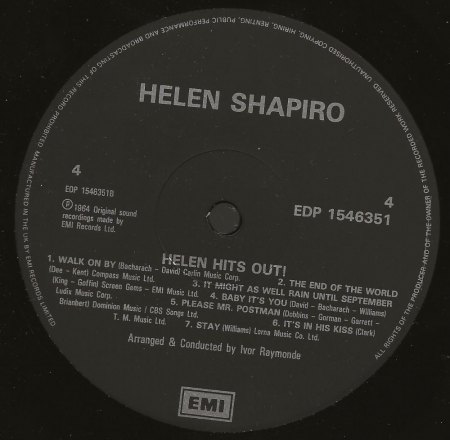 UNAUTHORISED COPYING, HIRING, RENTING, PUBLIC PERFORMANCE AND BROADCASTING OF THIS RECORD PROHIBITED MANUFACTURED IN THE UK BY EMI RECORDS LIMITED
ALL RIGHTS OF THE PRODUCER AND OF THE OWNER OF THE RECORDED WORK RESERVED
HELEN SHAPIRO
4
4
EDP 1546351B
EDP 1546351
Ⓟ 1964 Original sound
recordings made by
EMI Records Ltd.
HELEN HITS OUT!
1. WALK ON BY (Bacharach - David) Carlin Music Corp. 2. THE END OF THE WORLD
(Dee - Kent) Compass Music Ltd. 3. IT MIGHT AS WELL RAIN UNTIL SEPTEMBER
(King - Goffin) Screen Gems - EMI Music Ltd. 4. BABY IT'S YOU (David - Bacharach - Williams)
Ludix Music Corp. 5. PLEASE MR. POSTMAN (Dobbins - Gorman - Garrett -
Brianbert) Dominion Music / CBS Songs Ltd. 6. IT'S IN HIS KISS (Clark)
T. M. Music Ltd. 7. STAY (Williams) Lorna Music Co. Ltd.
Arranged & Conducted by Ivor Raymonde
EMI